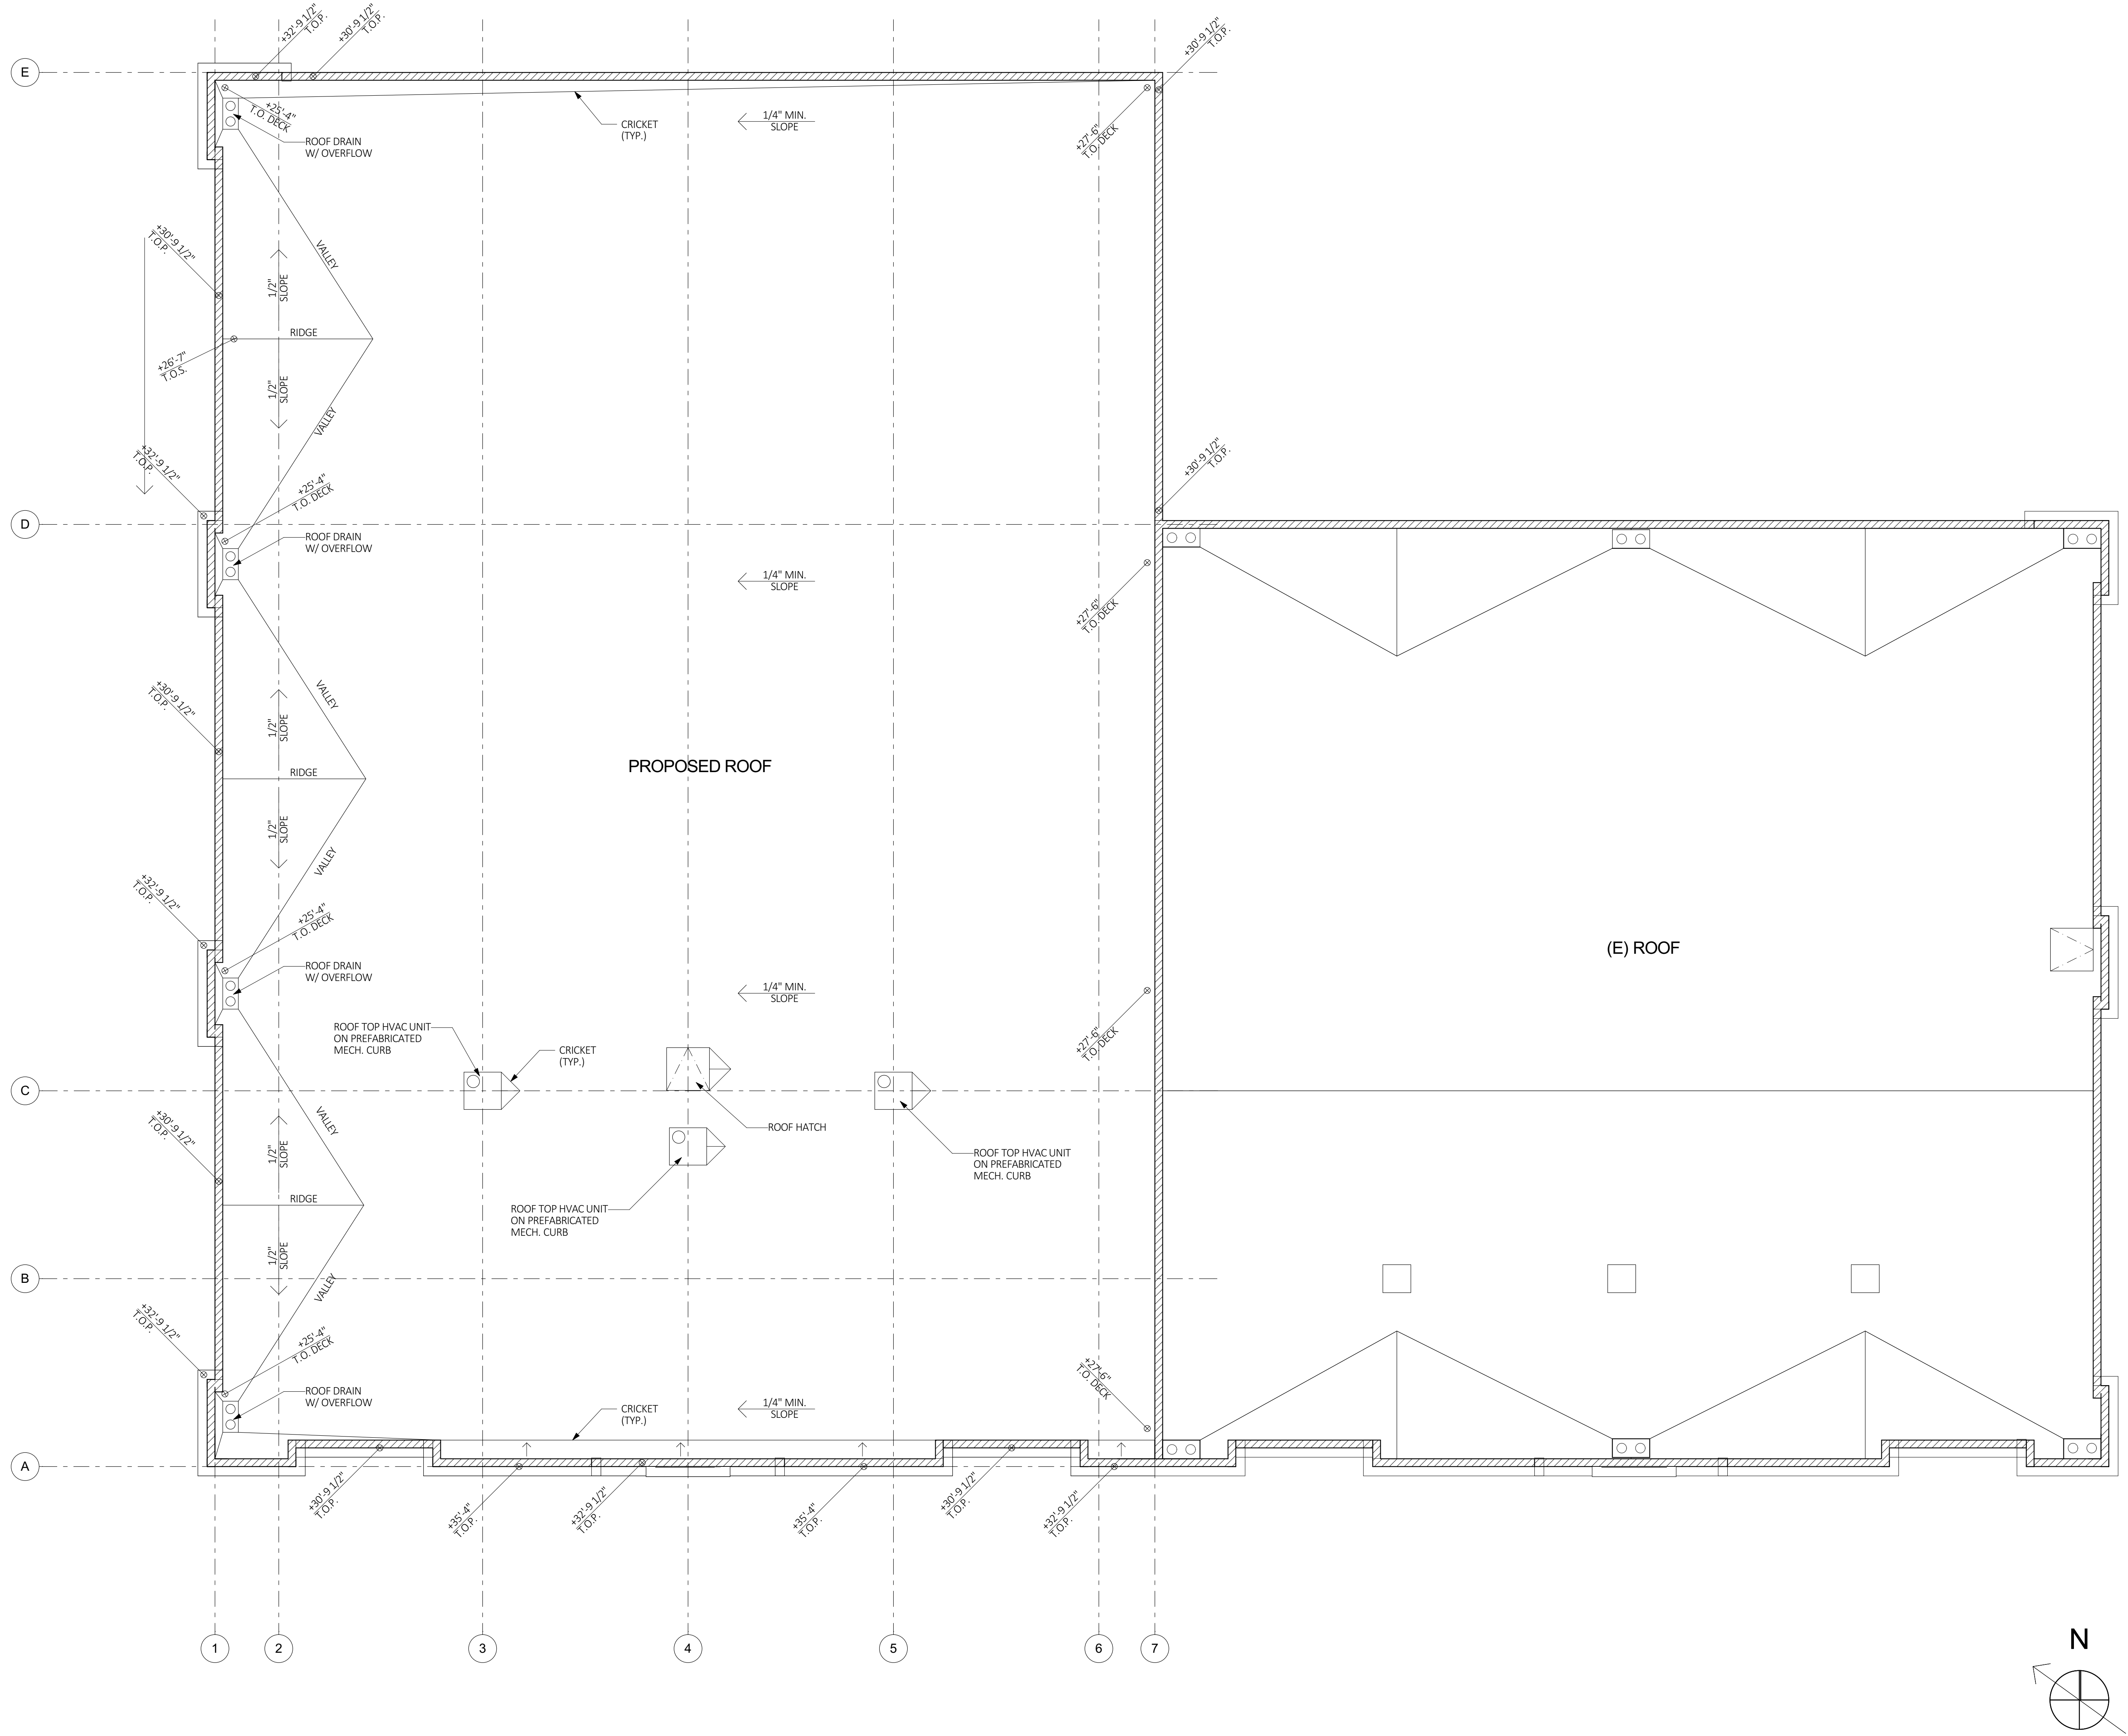 +32'-9 1/2"
T.O.P.
+30'-9 1/2"
T.O.P.
+30'-9 1/2"
T.O.P.
E
+25'-4"
T.O. DECK
ROOF DRAIN
W/ OVERFLOW
CRICKET
(TYP.)
1/4" MIN.
SLOPE
+27'-6"
T.O. DECK
+30'-9 1/2"
T.O.P.
VALLEY
1/2"
SLOPE
RIDGE
+26'-7"
T.O.S.
1/2"
SLOPE
VALLEY
+32'-9 1/2"
T.O.P.
+30'-9 1/2"
T.O.P.
+25'-4"
T.O. DECK
D
ROOF DRAIN
W/ OVERFLOW
1/4" MIN.
SLOPE
+27'-6"
T.O. DECK
+30'-9 1/2"
T.O.P.
VALLEY
1/2"
SLOPE
PROPOSED ROOF
RIDGE
1/2"
SLOPE
VALLEY
+32'-9 1/2"
T.O.P.
+25'-4"
T.O. DECK
(E) ROOF
ROOF DRAIN
W/ OVERFLOW
1/4" MIN.
SLOPE
+27'-6"
T.O. DECK
ROOF TOP HVAC UNIT
ON PREFABRICATED
MECH. CURB
CRICKET
(TYP.)
C
+30'-9 1/2"
T.O.P.
VALLEY
ROOF HATCH
1/2"
SLOPE
ROOF TOP HVAC UNIT
ON PREFABRICATED
MECH. CURB
RIDGE
ROOF TOP HVAC UNIT
ON PREFABRICATED
MECH. CURB
1/2"
SLOPE
B
VALLEY
+32'-9 1/2"
T.O.P.
+25'-4"
T.O. DECK
+27'-6"
T.O. DECK
ROOF DRAIN
W/ OVERFLOW
CRICKET
(TYP.)
1/4" MIN.
SLOPE
A
+30'-9 1/2"
T.O.P.
+35'-4"
T.O.P.
+32'-9 1/2"
T.O.P.
+35'-4"
T.O.P.
+30'-9 1/2"
T.O.P.
+32'-9 1/2"
T.O.P.
1
2
3
4
5
6
7
N